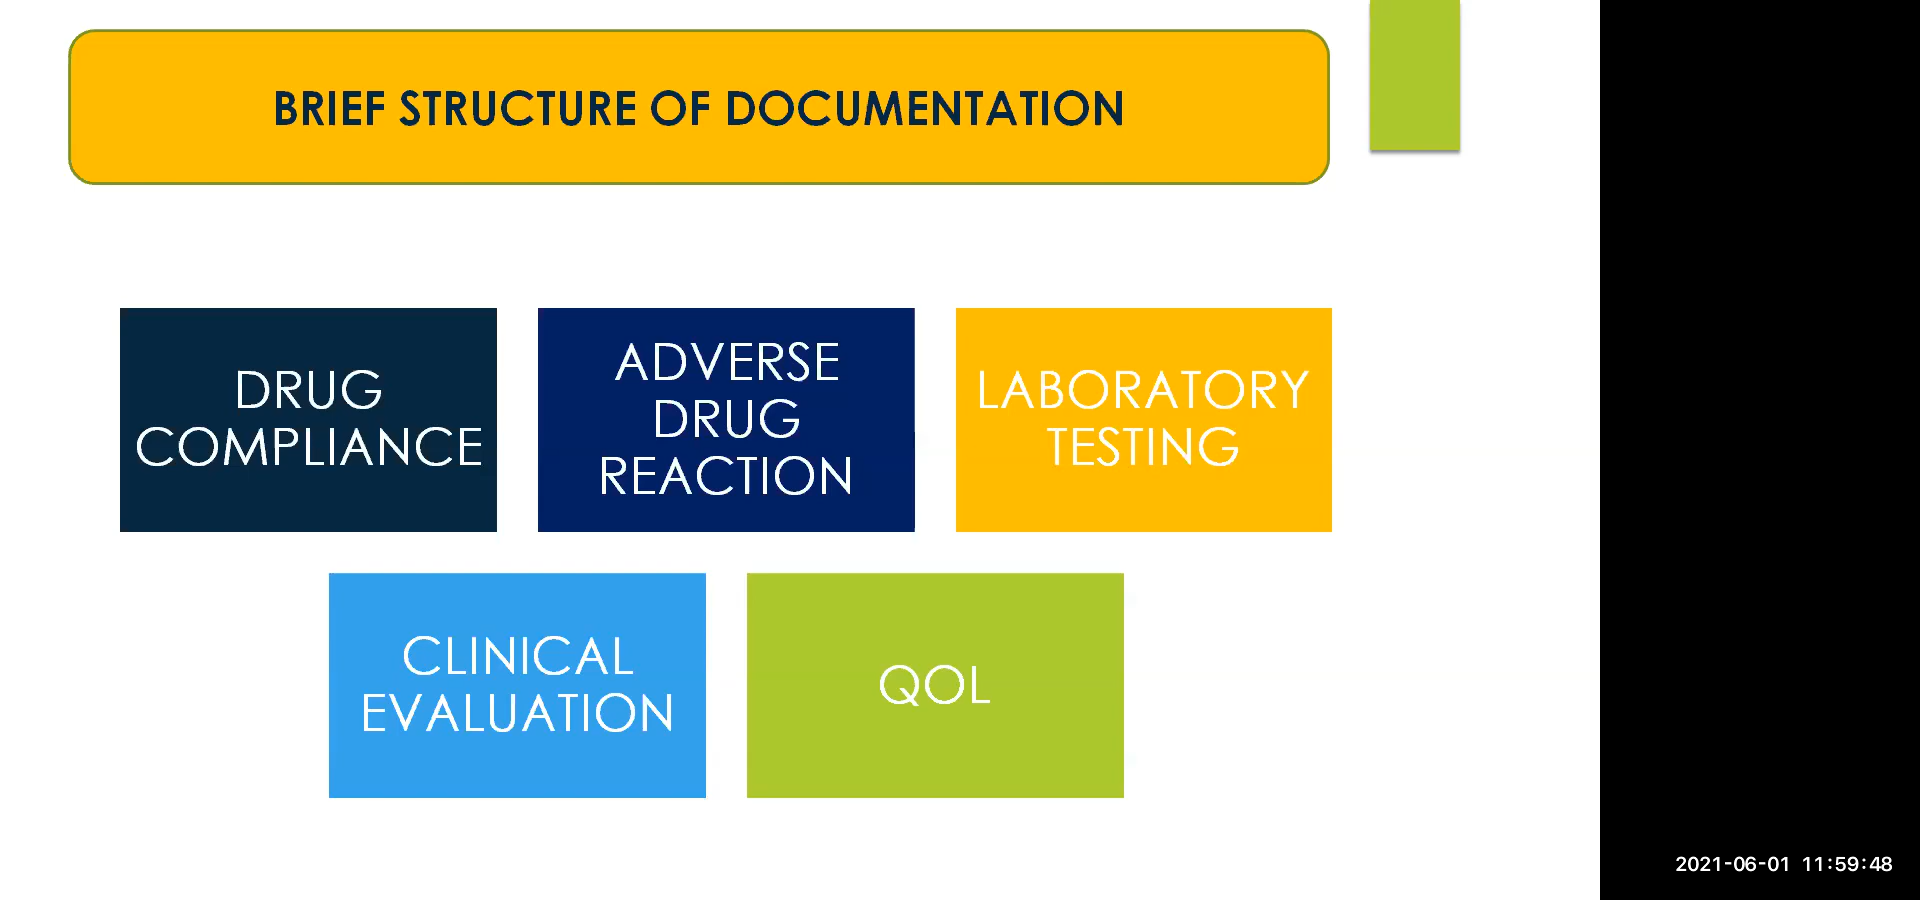 BRIEF STRUCTURE OF DOCUMENTATION
DRUG
COMPLIANCE
ADVERSE
DRUG
REACTION
LABORATORY
TESTING
CLINICAL
EVALUATION
QOL
2021-06-01 11:59:48